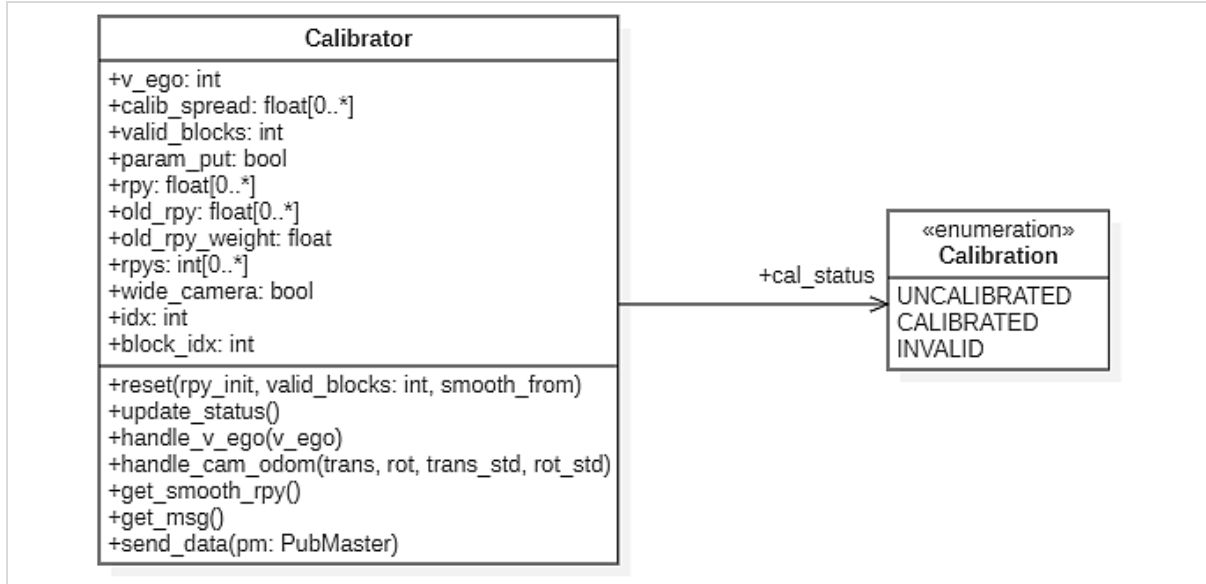 Calibrator
+v_ego: int
+calib_spread: float[0..*]
+valid_blocks: int
+param_put: bool
+rpy: float[0..*]
+old_rpy: float[0..*]
+old_rpy_weight: float
+rpys: int[0..*]
+wide_camera: bool
+idx: int
+block_idx: int
+reset(rpy_init, valid_blocks: int, smooth_from)
+update_status()
+handle_v_ego(v_ego)
+handle_cam_odom(trans, rot, trans_std, rot_std)
+get_smooth_rpy()
+get_msg()
+send_data(pm: PubMaster)
+cal_status
«enumeration»
Calibration
UNCALIBRATED
CALIBRATED
INVALID